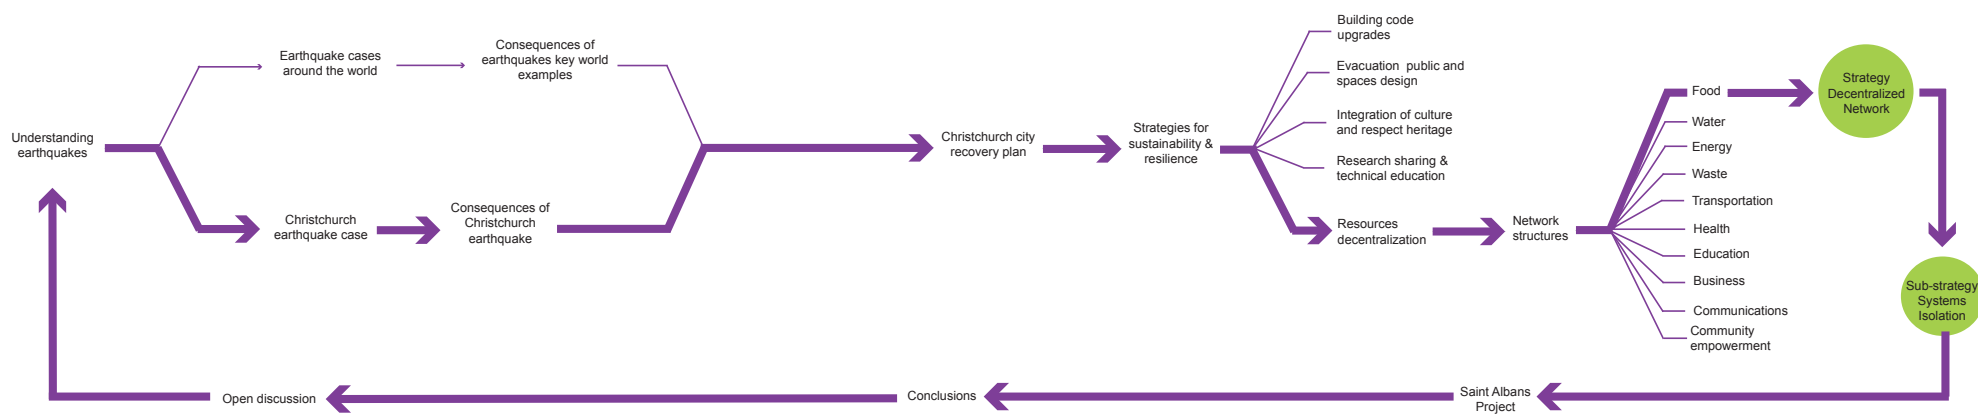 Understanding
earthquakes
Earthquake cases
around the world
Consequences of
earthquakes key world
examples
Christchurch
earthquake case
Consequences of
Christchurch
earthquake
Christchurch city
recovery plan
Strategies for
sustainability &
resilience
Building code
upgrades
Evacuation public and
spaces design
Integration of culture
and respect heritage
Research sharing &
technical education
Resources
decentralization
Network
structures
Food
Water
Energy
Waste
Transportation
Health
Education
Business
Communications
Community
empowerment
Strategy
Decentralized
Network
Sub-strategy
Systems
Isolation
Saint Albans
Project
Conclusions
Open discussion